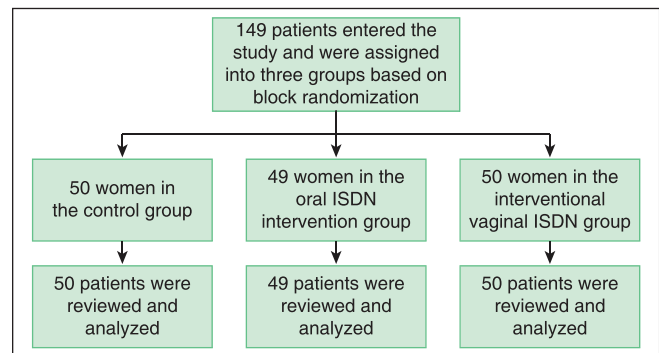 149 patients entered the
study and were assigned
into three groups based on
block randomization
50 women in
the control group
49 women in the
oral ISDN
intervention group
50 women in the
interventional
vaginal ISDN group
50 patients were
reviewed and
analyzed
49 patients were
reviewed and
analyzed
50 patients were
reviewed and
analyzed